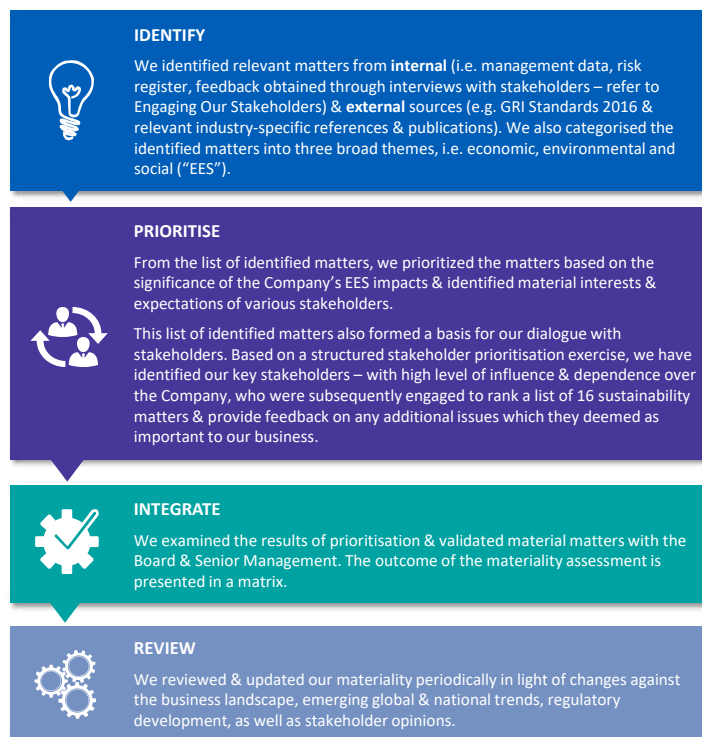 IDENTIFY
We identified relevant matters from internal (i.e. management data, risk
register, feedback obtained through interviews with stakeholders – refer to
Engaging Our Stakeholders) & external sources (e.g. GRI Standards 2016 &
relevant industry-specific references & publications). We also categorised the
identified matters into three broad themes, i.e. economic, environmental and
social (“EES”).
PRIORITISE
From the list of identified matters, we prioritized the matters based on the
significance of the Company’s EES impacts & identified material interests &
expectations of various stakeholders.
This list of identified matters also formed a basis for our dialogue with
stakeholders. Based on a structured stakeholder prioritisation exercise, we have
identified our key stakeholders – with high level of influence & dependence over
the Company, who were subsequently engaged to rank a list of 16 sustainability
matters & provide feedback on any additional issues which they deemed as
important to our business.
INTEGRATE
We examined the results of prioritisation & validated material matters with the
Board & Senior Management. The outcome of the materiality assessment is
presented in a matrix.
REVIEW
We reviewed & updated our materiality periodically in light of changes against
the business landscape, emerging global & national trends, regulatory
development, as well as stakeholder opinions.